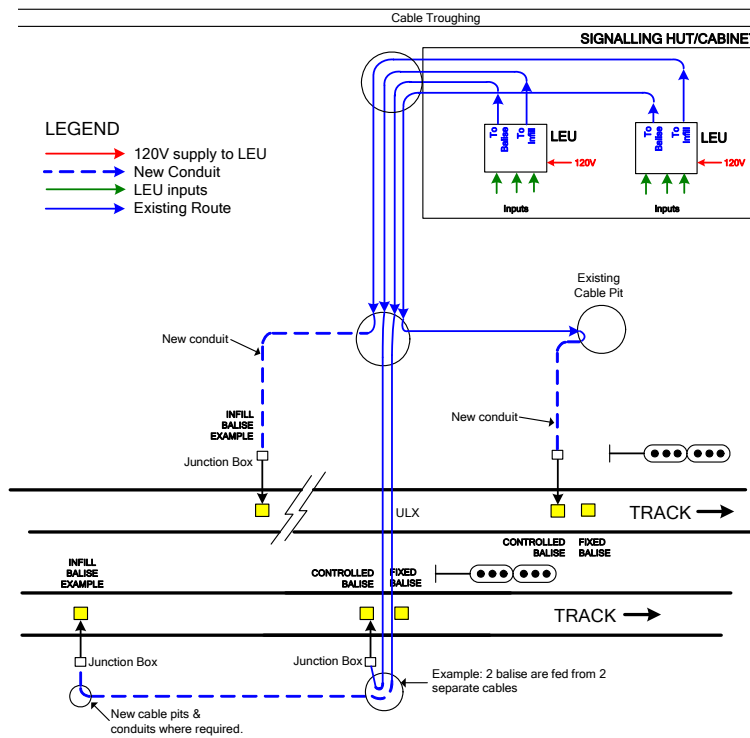 Cable Troughing
SIGNALLING HUT/CABINET
LEGEND
120V supply to LEU
New Conduit
LEU inputs
Existing Route
To
Balise
To
Infill
LEU
120V
Inputs
To
Balise
To
Infill
LEU
120V
Inputs
Existing
Cable Pit
New conduit
New conduit
INFILL
BALISE
EXAMPLE
Junction Box
ULX
TRACK
CONTROLLED
BALISE
FIXED
BALISE
INFILL
BALISE
EXAMPLE
CONTROLLED
BALISE
FIXED
BALISE
TRACK
Junction Box
Junction Box
Example: 2 balise are fed from 2
separate cables
New cable pits &
conduits where required.